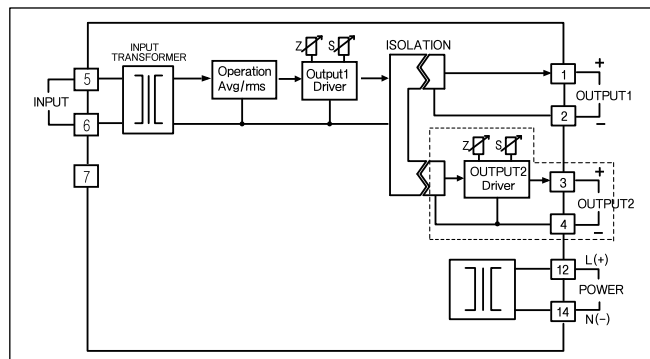 INPUT
TRANSFORMER
Z S
ISOLATION
5
Operation
Avg/rms
Output1
Driver
1
+
INPUT
OUTPUT1
6
2
−
7
Z S
OUTPUT2
Driver
3
+
OUTPUT2
4
−
12
L(+)
POWER
14
N(−)